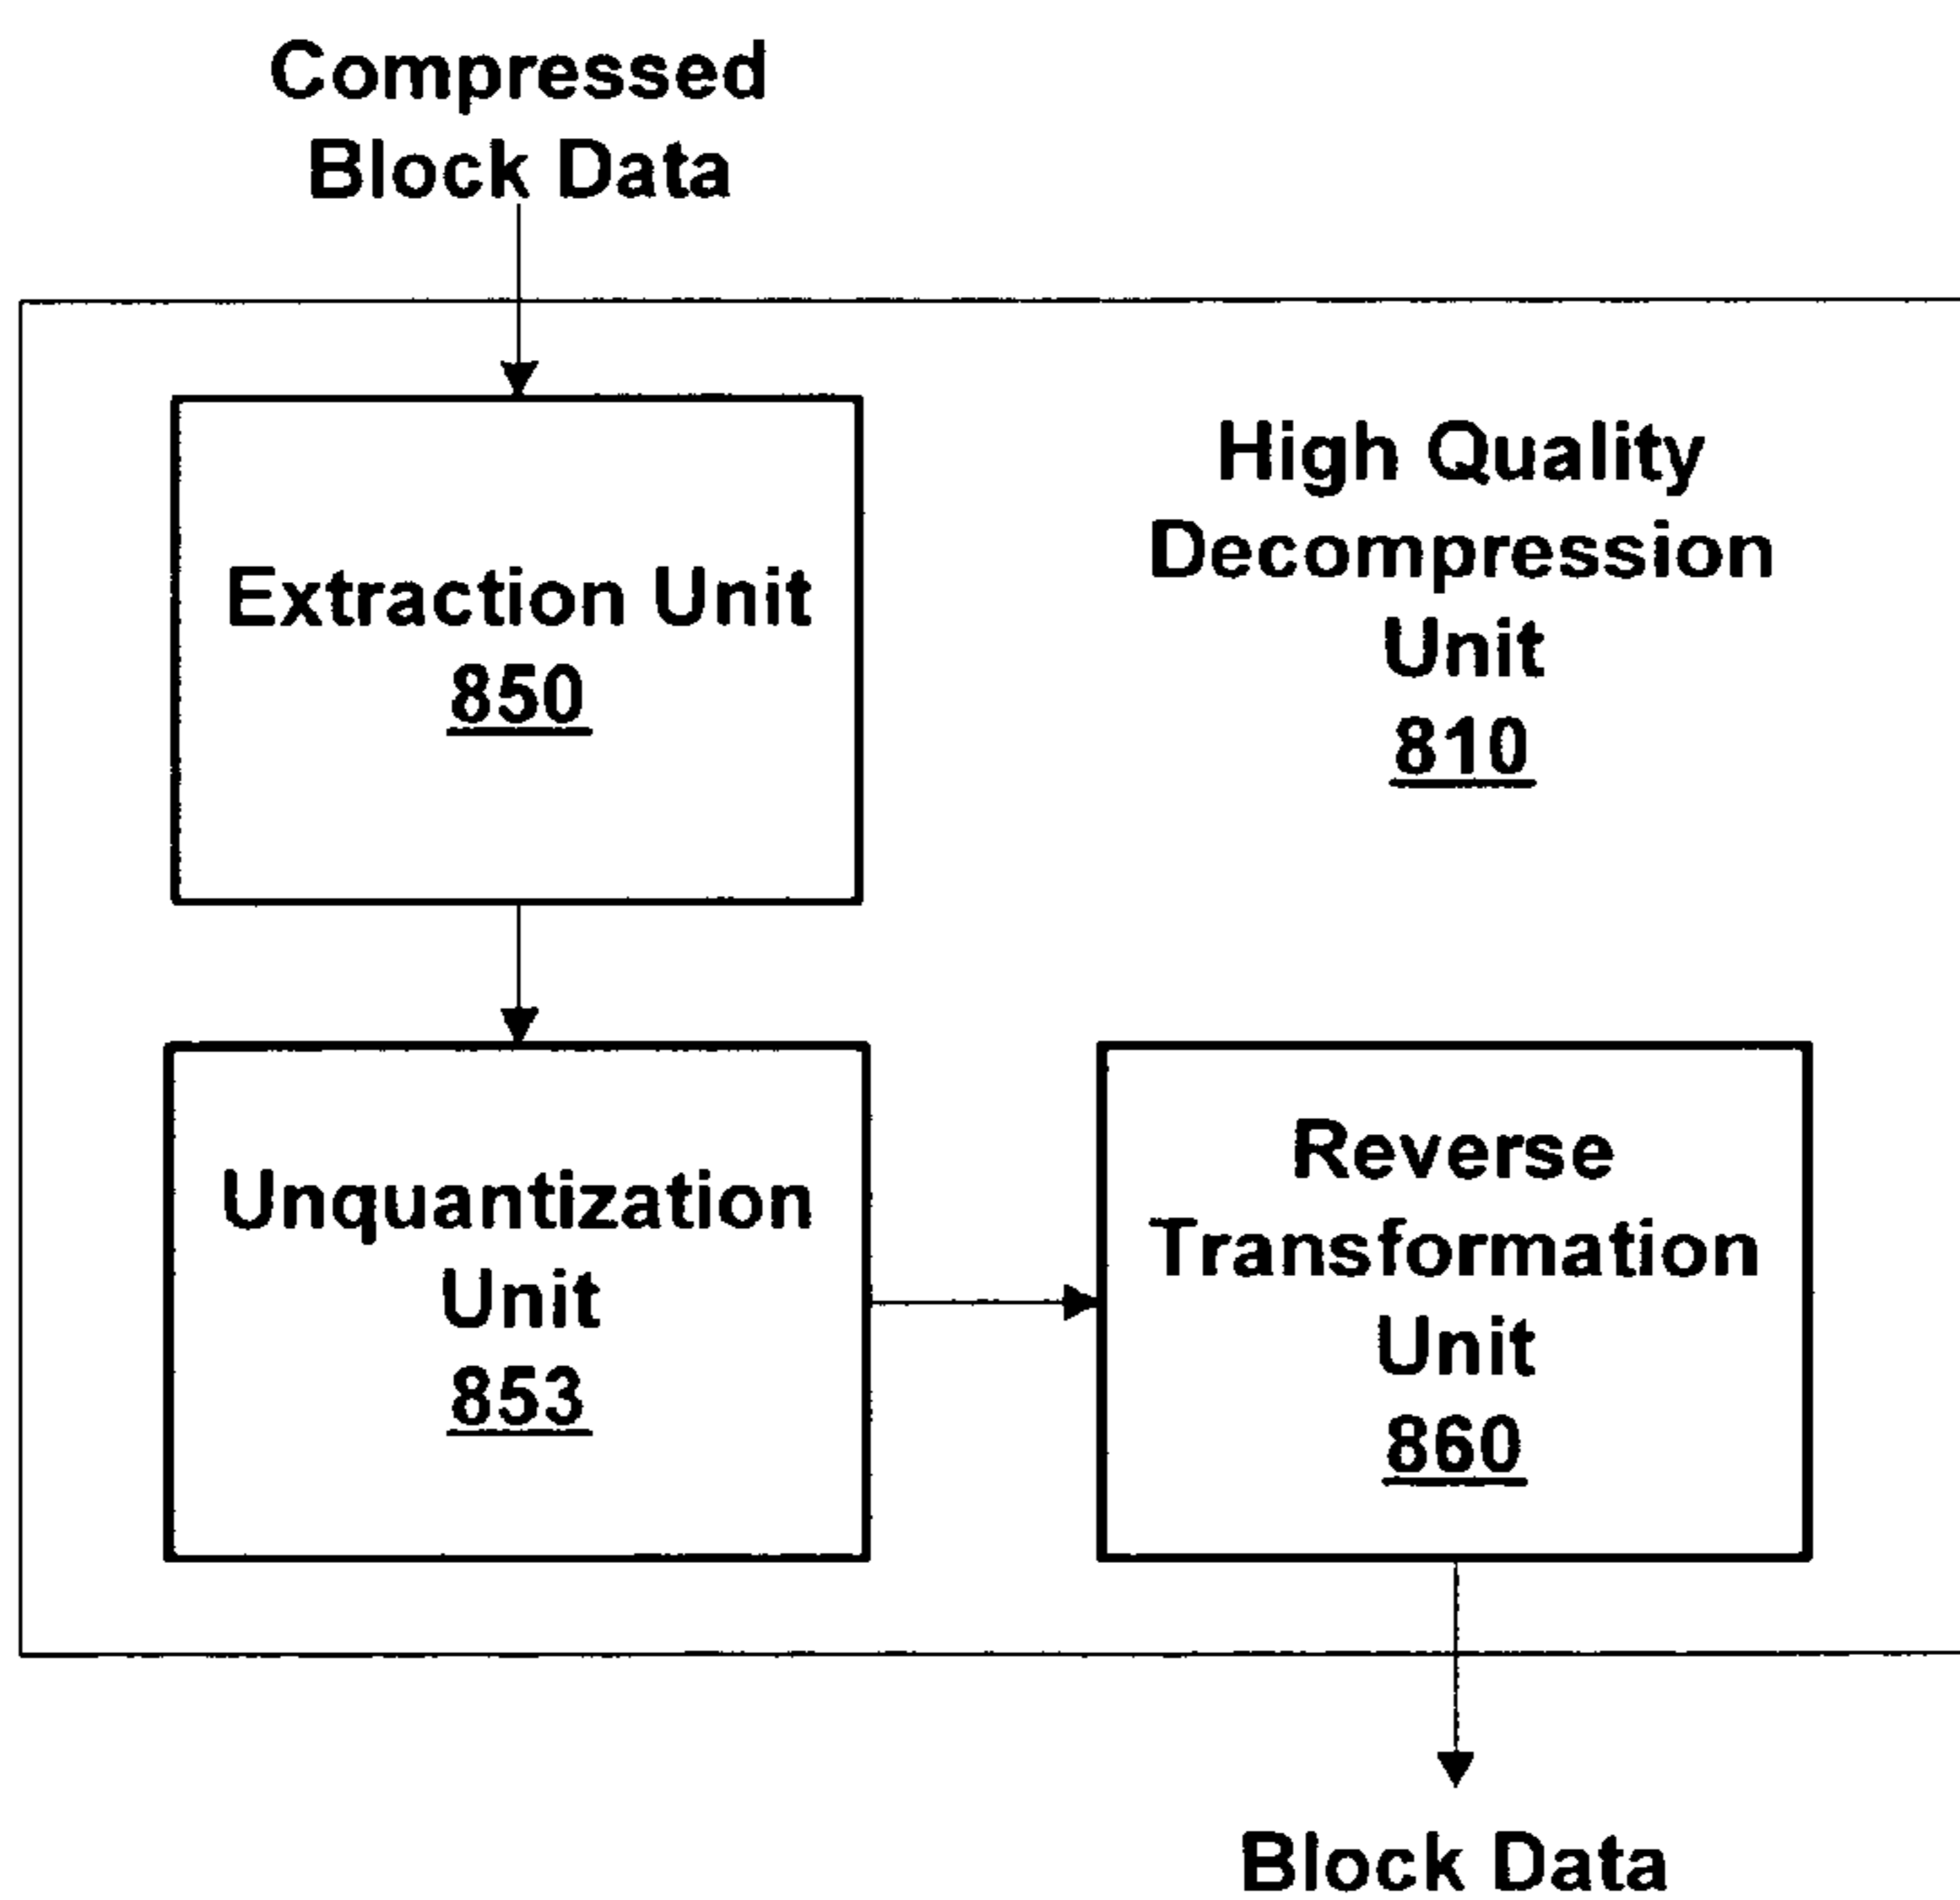 Compressed
Block Data
Extraction Unit
850
High Quality
Decompression
Unit
810
Unquantization
Unit
853
Reverse
Transformation
Unit
860
Block Data